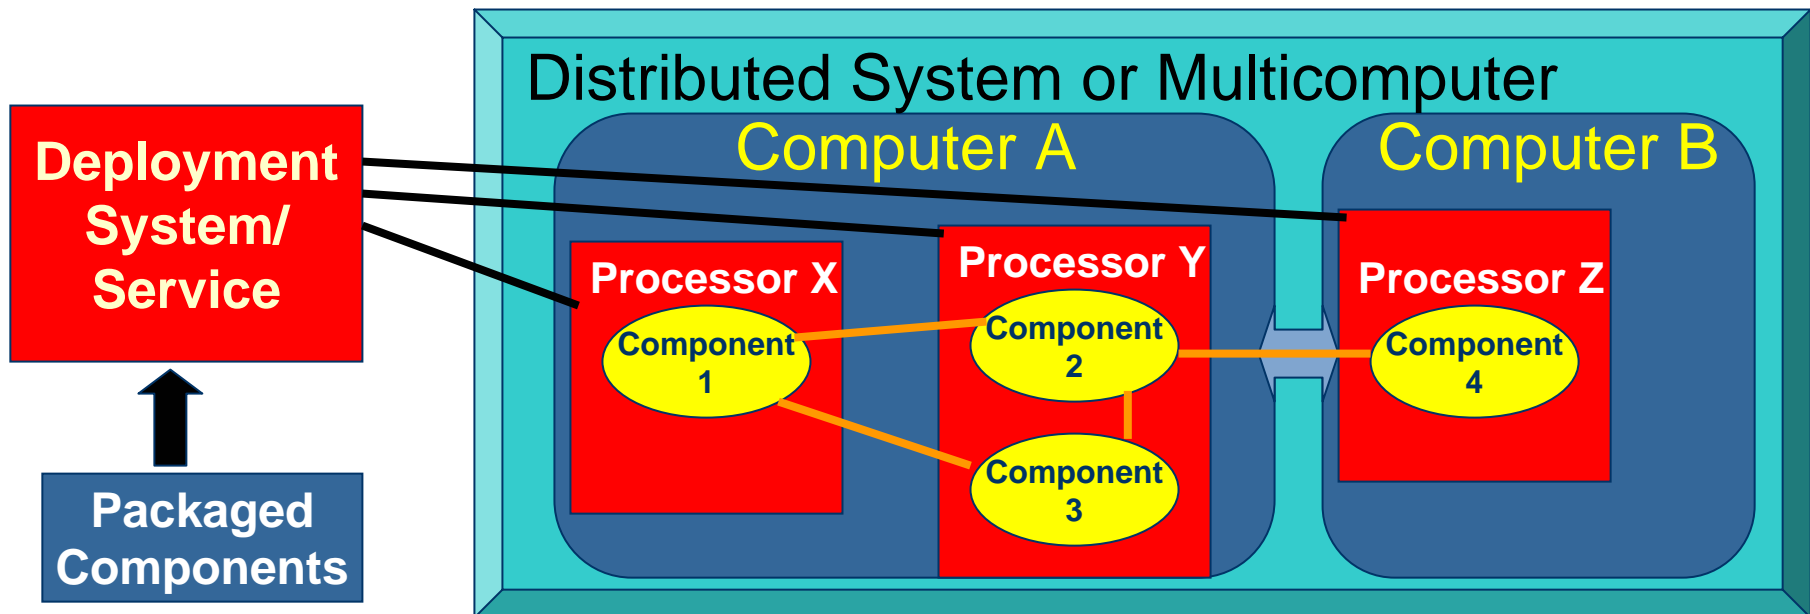 Distributed System or Multicomputer
Computer A
Computer B
Deployment
System/
Service
Packaged
Components
Processor X
Component
1
Processor Y
Component
2
Component
3
Processor Z
Component
4